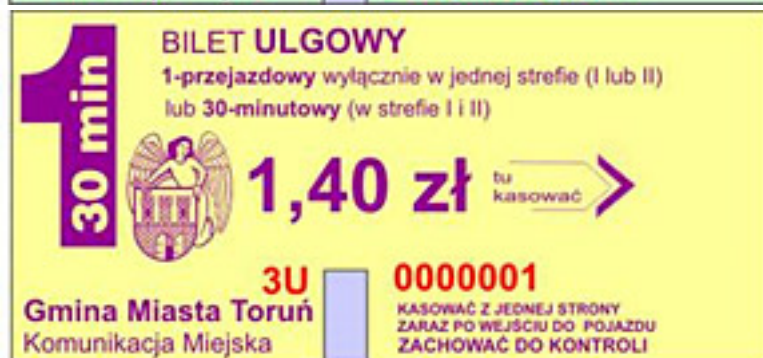 1
30 min
BILET ULGOWY
1-przejazdowy wyłącznie w jednej strefie (I lub II)
lub 30-minutowy (w strefie I i II)
1,40 zł
tu
kasować
3U
0000001
Gmina Miasta Toruń
Komunikacja Miejska
KASOWAĆ Z JEDNEJ STRONY
ZARAZ PO WEJŚCIU DO POJAZDU
ZACHOWAĆ DO KONTROLI